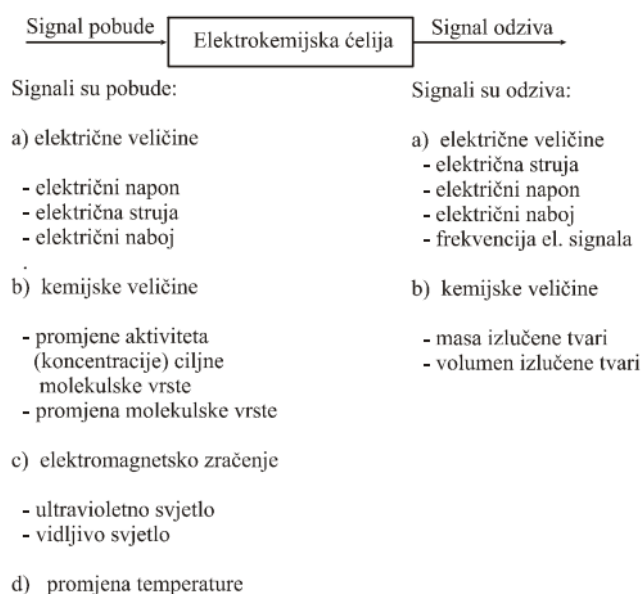 Signal pobude
Elektrokemijska ćelija
Signal odziva
Signali su pobude:
a) električne veličine
- električni napon
- električna struja
- električni naboj
.
b) kemijske veličine
- promjene aktiviteta
(koncentracije) ciljne
molekulske vrste
- promjena molekulske vrste
c) elektromagnetsko zračenje
- ultravioletno svjetlo
- vidljivo svjetlo
d) promjena temperature
Signali su odziva:
a) električne veličine
- električna struja
- električni napon
- električni naboj
- frekvencija el. signala
b) kemijske veličine
- masa izlučene tvari
- volumen izlučene tvari